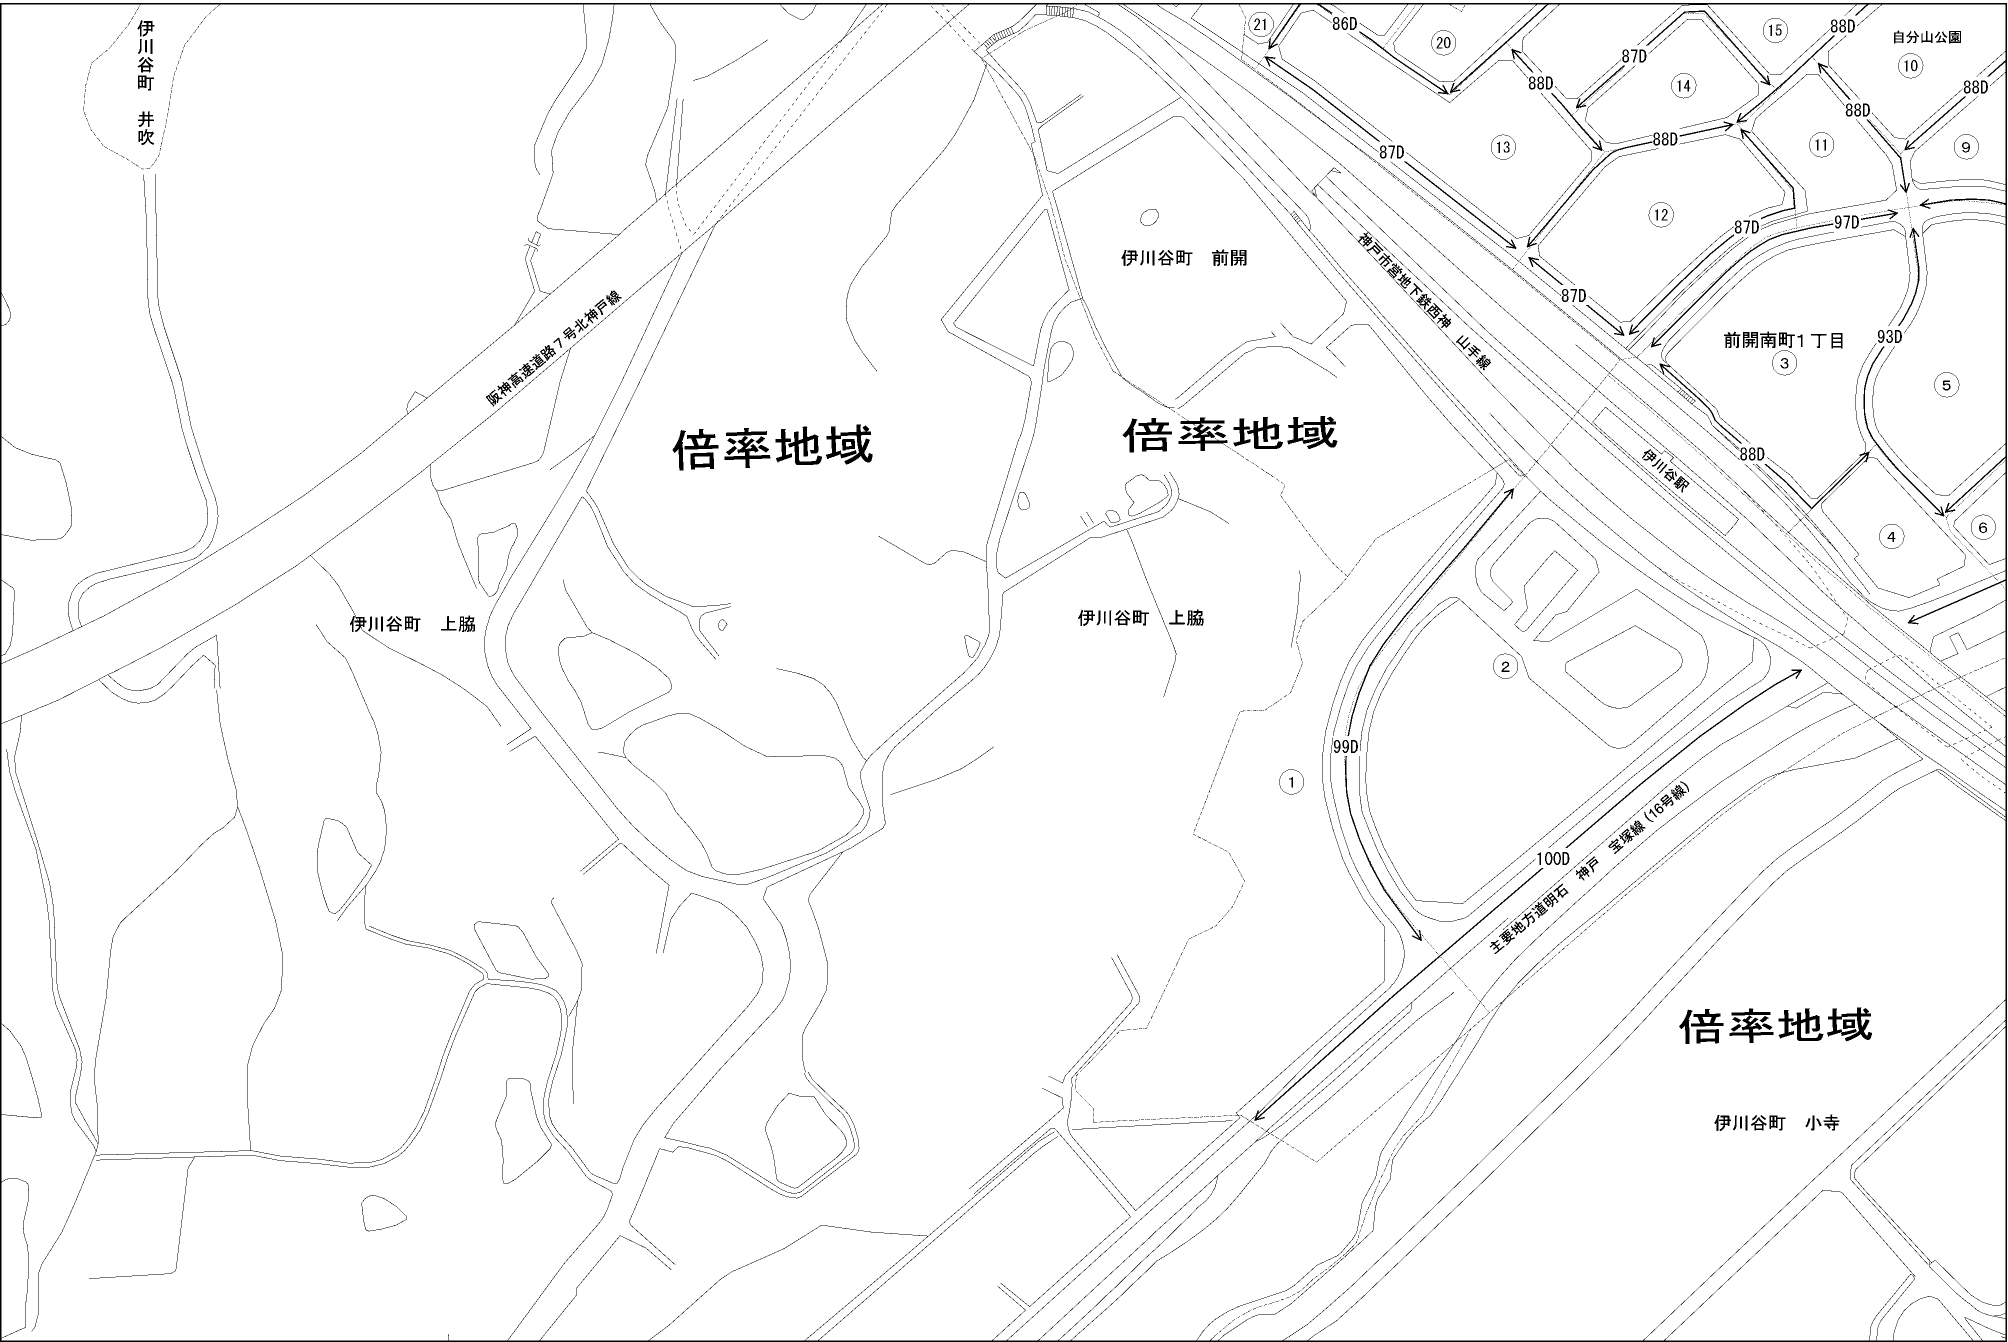 伊川谷町　井吹
21
86D
20
87D
14
15
88D
自分山公園
10
88D
88D
88D
13
87D
88D
11
9
12
87D
97D
伊川谷町　前開
神戸市営地下鉄西神　山手線
87D
前開南町1丁目
3
93D
5
阪神高速道路7号北神戸線
倍率地域
倍率地域
88D
伊川谷駅
4
6
伊川谷町　上脇
伊川谷町　上脇
2
99D
1
100D
主要地方道明石　神戸　宝塚線(16号線)
倍率地域
伊川谷町　小寺